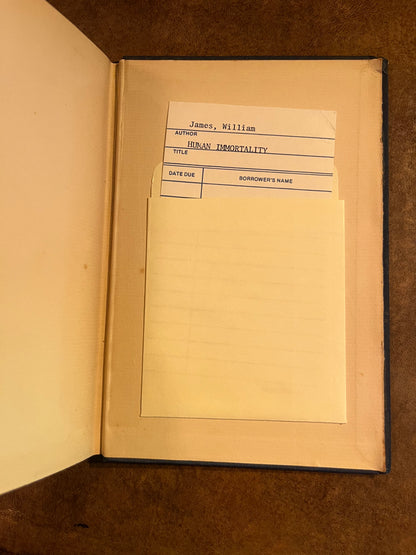 James, William
AUTHOR
HUMAN IMMORTALITY
TITLE
DATE DUE BORROWER'S NAME